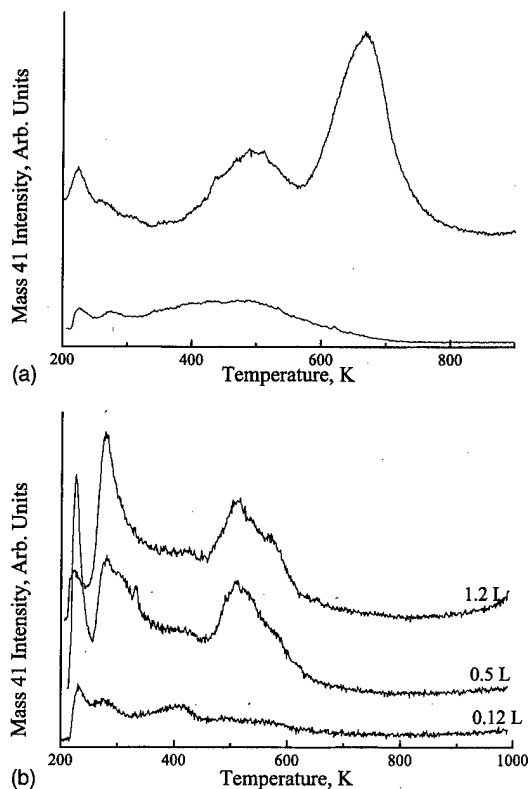 Mass 41 Intensity, Arb. Units
200 400 600 800
(a)
Temperature, K
Mass 41 Intensity, Arb. Units
1.2 L
0.5 L
0.12 L
200 400 600 800 1000
(b)
Temperature, K